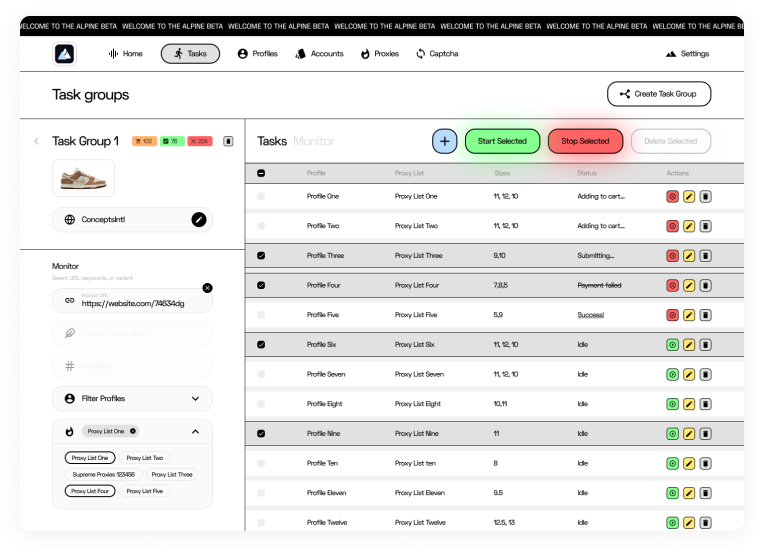 WELCOME TO THE ALPINE BETA WELCOME TO THE ALPINE BETA WELCOME TO THE ALPINE BETA WELCOME TO THE ALPINE BETA WELCOME TO THE ALPINE BETA WELCOME TO THE ALPINE BETA WELCOME TO THE ALPINE BE
Home Tasks Profiles Accounts Proxies Captcha Settings
Task groups
Create Task Group
Task Group 1 102 76
Tasks Monitor
+ Start Selected Stop Selected Delete Selected
ConceptsIntl
Monitor
Select URL, keywords, or variant
Product URL
https://website.com/74634dg
#
Filter Profiles
Proxy List One
Proxy List One Proxy List Two
Supreme Proxies 123456 Proxy List Three
Proxy List Four Proxy List Five
Profile Proxy List Sizes Status Actions
Profile One Proxy List One 11, 12, 10 Adding to cart...
Profile Two Proxy List Two 11, 12, 10 Adding to cart...
Profile Three Proxy List Three 9,10 Submitting...
Profile Four Proxy List Four 7,8,5 Payment failed
Profile Five Proxy List Five 5,9 Success!
Profile Six Proxy List Six 11, 12, 10 Idle
Profile Seven Proxy List Seven 11, 12, 10 Idle
Profile Eight Proxy List Eight 10,11 Idle
Profile Nine Proxy List Nine 11 Idle
Profile Ten Proxy List ten 8 Idle
Profile Eleven Proxy List Eleven 9.5 Idle
Profile Twelve Proxy List Twelve 12.5, 13 Idle